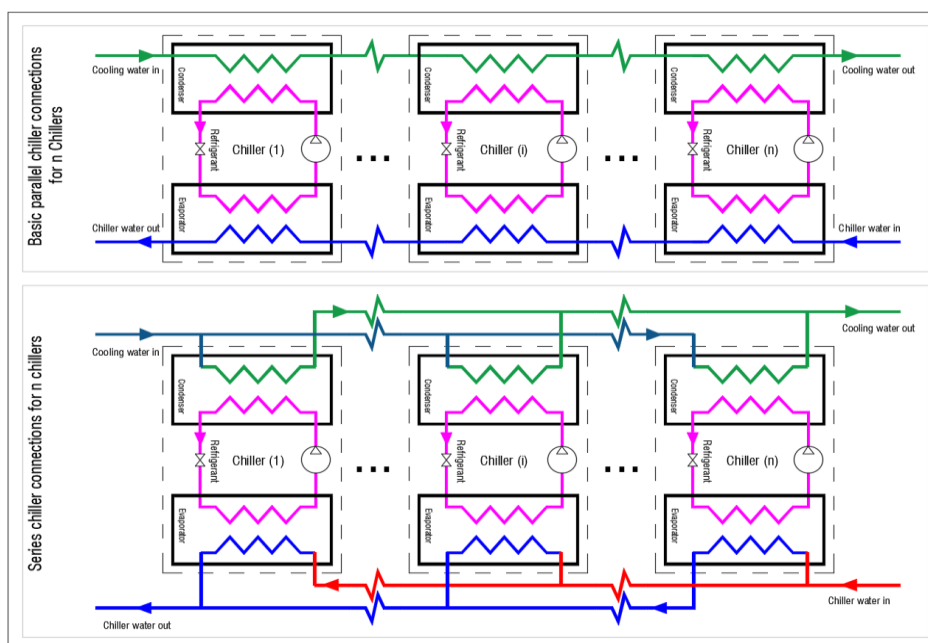 Basic parallel chiller connections
for n Chillers
Cooling water in
Condenser
Refrigerant
Chiller (1)
Evaporator
Chiller water out
...
Condenser
Refrigerant
Chiller (i)
Evaporator
...
Condenser
Refrigerant
Chiller (n)
Evaporator
Cooling water out
Chiller water in
Series chiller connections for n chillers
Cooling water in
Condenser
Refrigerant
Chiller (1)
Evaporator
Chiller water out
...
Condenser
Refrigerant
Chiller (i)
Evaporator
...
Condenser
Refrigerant
Chiller (n)
Evaporator
Cooling water out
Chiller water in